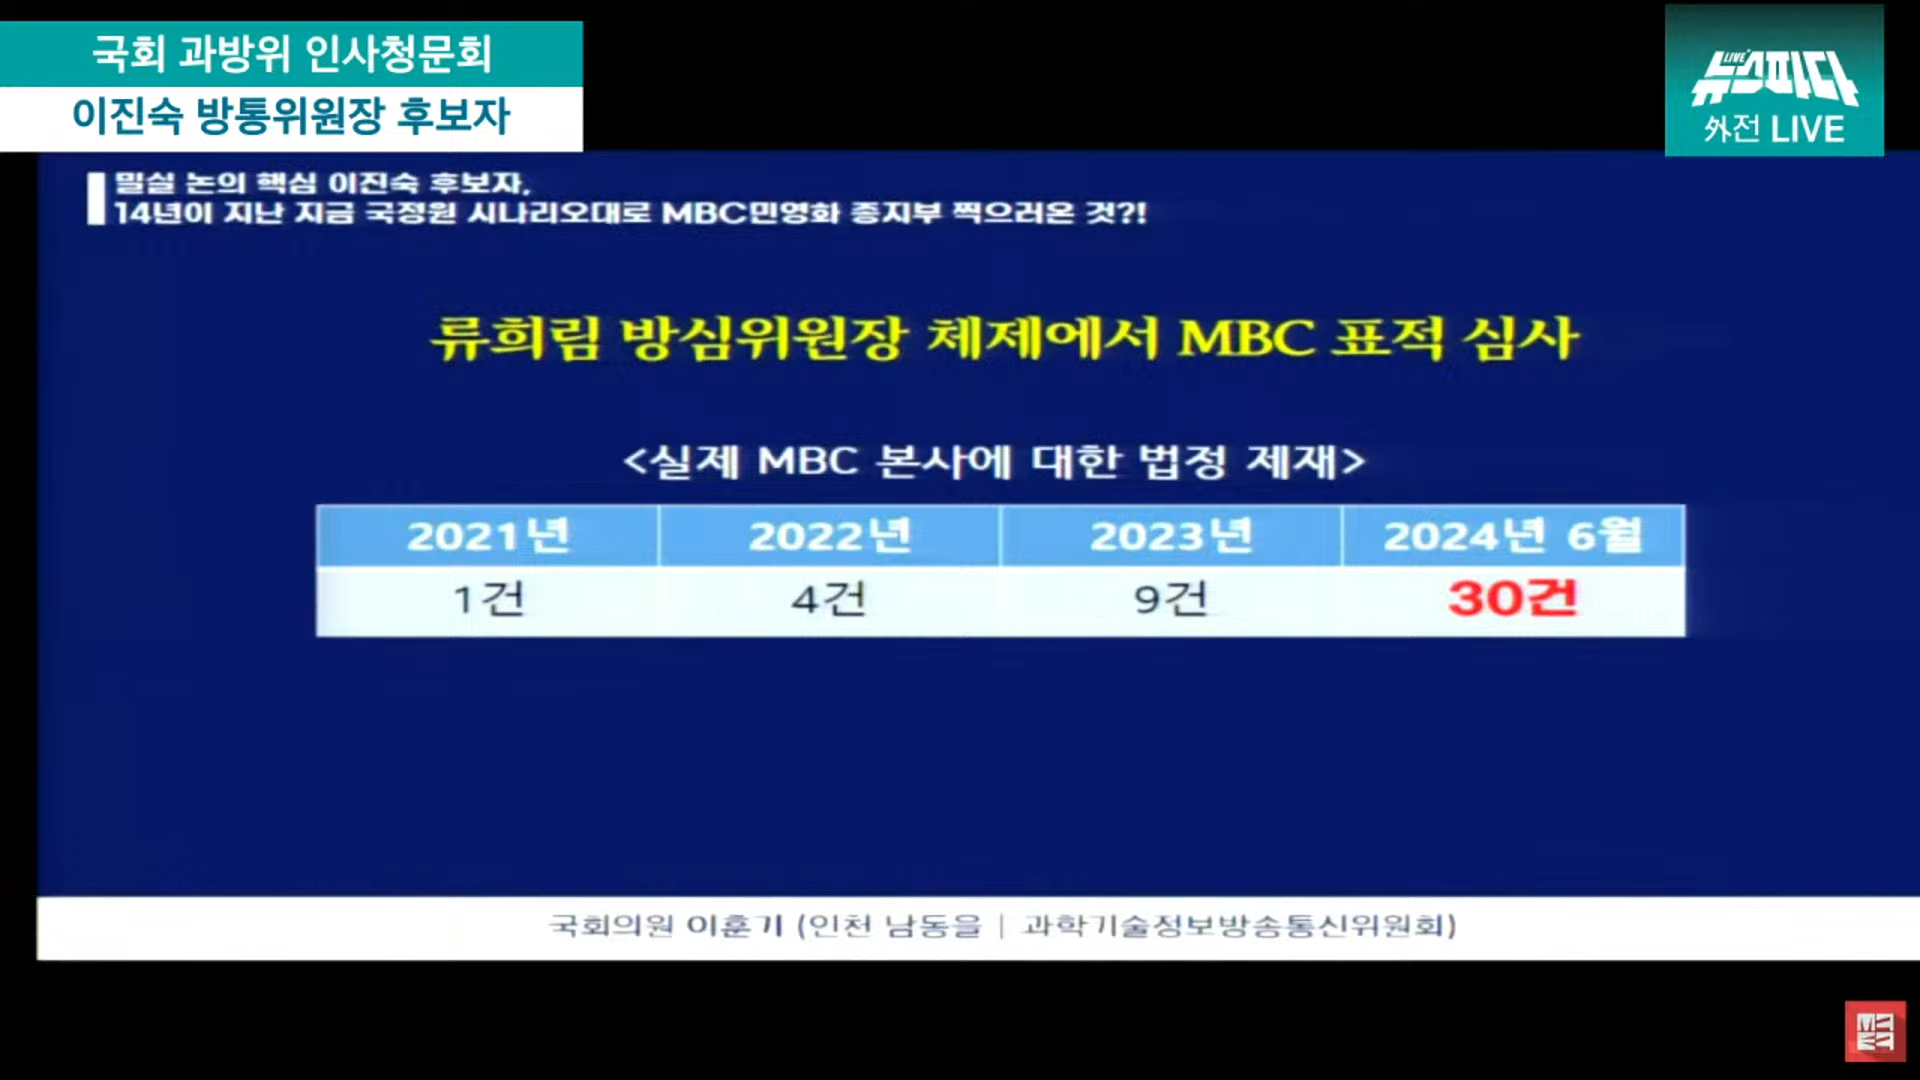 국회 과방위 인사청문회
이진숙 방통위원장 후보자
LIVE
뉴스피다
外전 LIVE
밀실 논의 핵심 이진숙 후보자,
14년이 지난 지금 국정원 시나리오대로 MBC민영화 종지부 찍으러온 것?!
류희림 방심위원장 체제에서 MBC 표적 심사
<실제 MBC 본사에 대한 법정 제재>
2021년 2022년 2023년 2024년 6월
1건 4건 9건 30건
국회의원 이훈기 (인천 남동을 | 과학기술정보방송통신위원회)